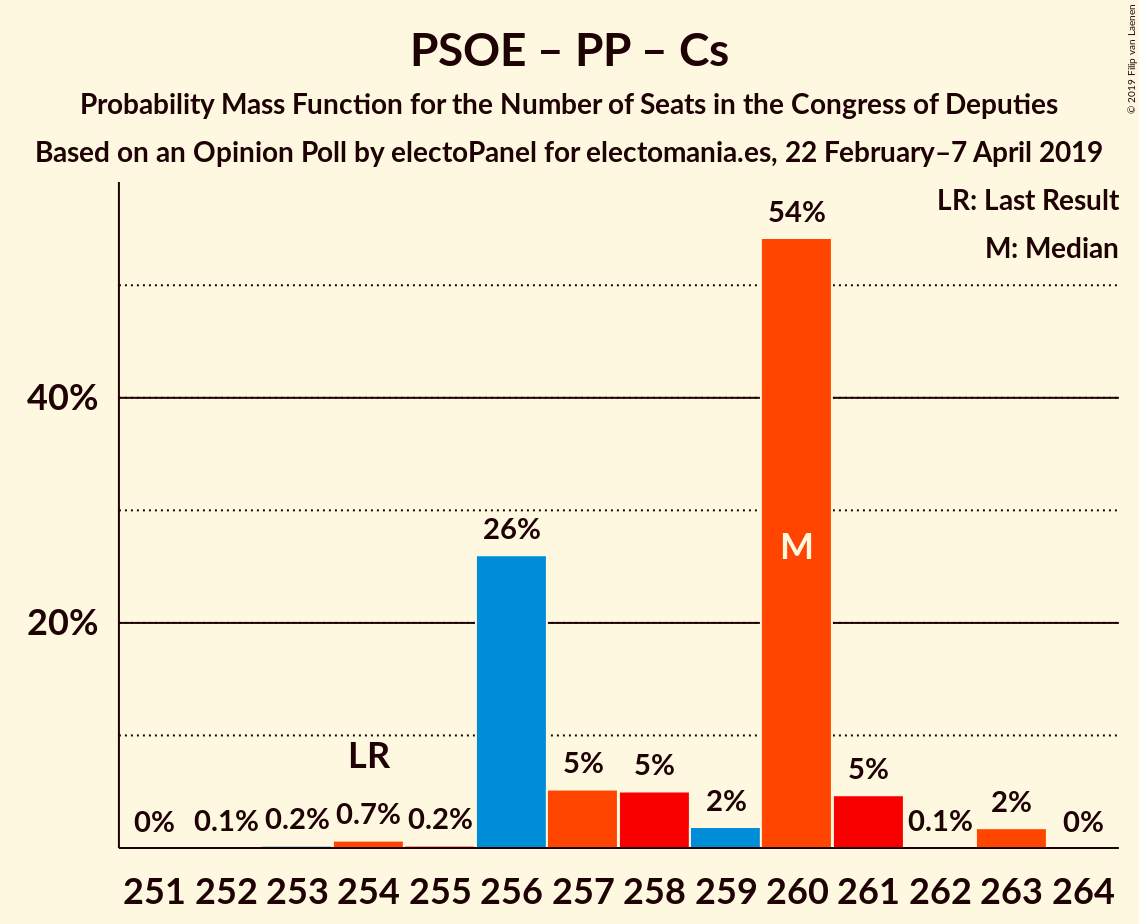 PSOE – PP – Cs
Probability Mass Function for the Number of Seats in the Congress of Deputies
Based on an Opinion Poll by electoPanel for electomania.es, 22 February–7 April 2019
© 2019 Filip van Laenen
LR: Last Result
M: Median
54%
40%
26%
M
20%
LR
0%
0.1%
0.2%
0.7%
0.2%
5%
5%
2%
5%
0.1%
2%
0%
251 252 253 254 255 256 257 258 259 260 261 262 263 264